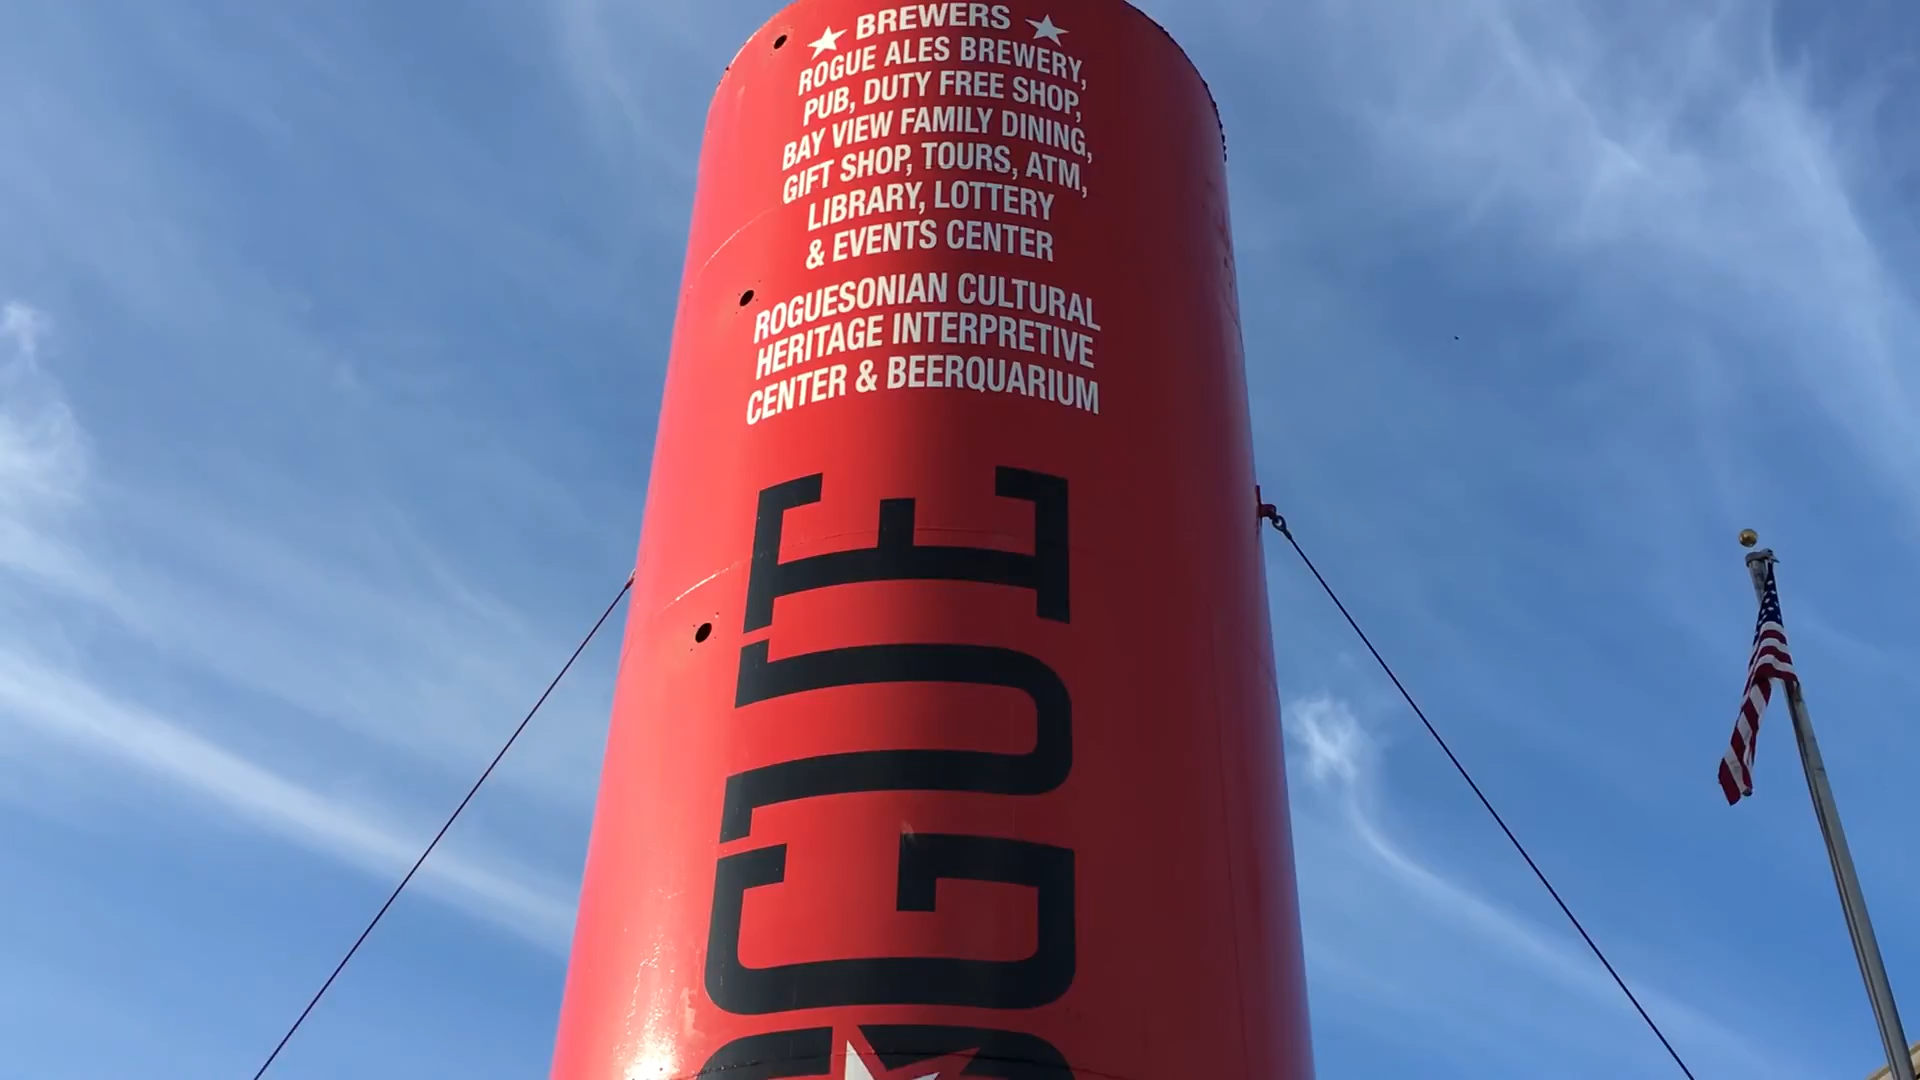 BREWERS
ROGUE ALES BREWERY,
PUB, DUTY FREE SHOP,
BAY VIEW FAMILY DINING,
GIFT SHOP, TOURS, ATM,
LIBRARY, LOTTERY
& EVENTS CENTER
ROGUESONIAN CULTURAL
HERITAGE INTERPRETIVE
CENTER & BEERQUARIUM
OGUE